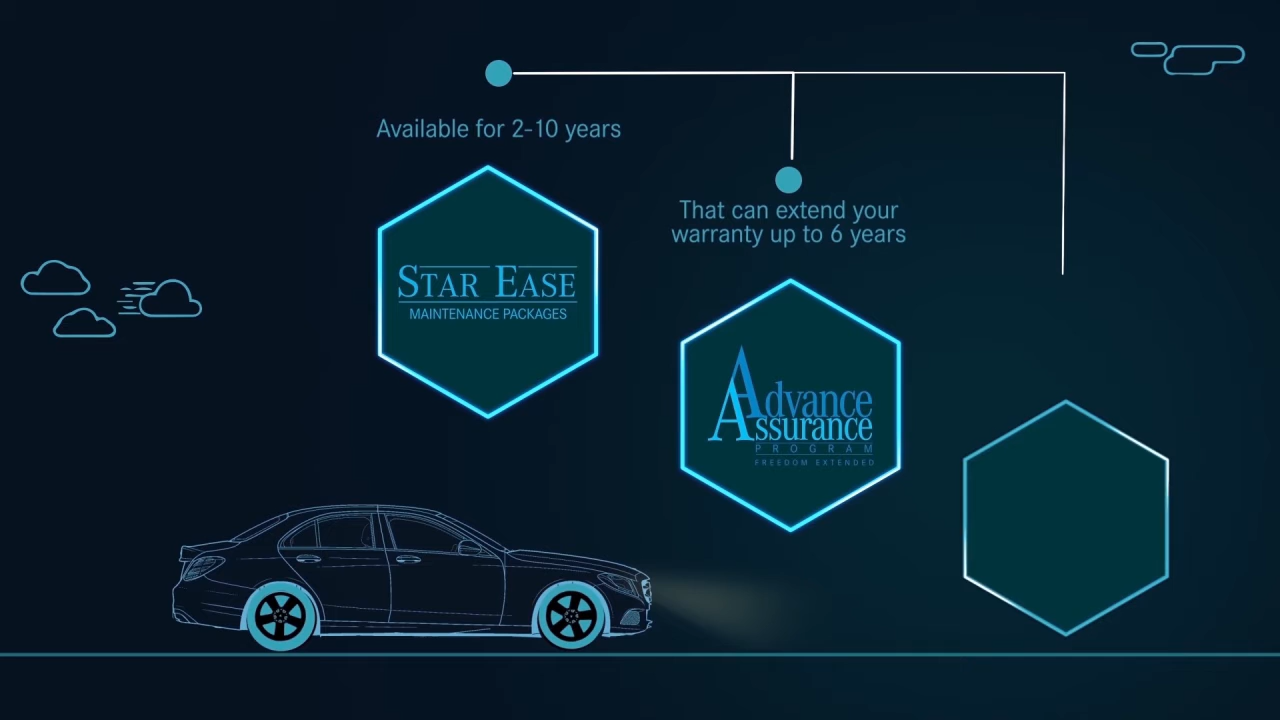 Available for 2-10 years
STAR EASE
MAINTENANCE PACKAGES
That can extend your
warranty up to 6 years
Advance
Assurance
PROGRAM
FREEDOM EXTENDED